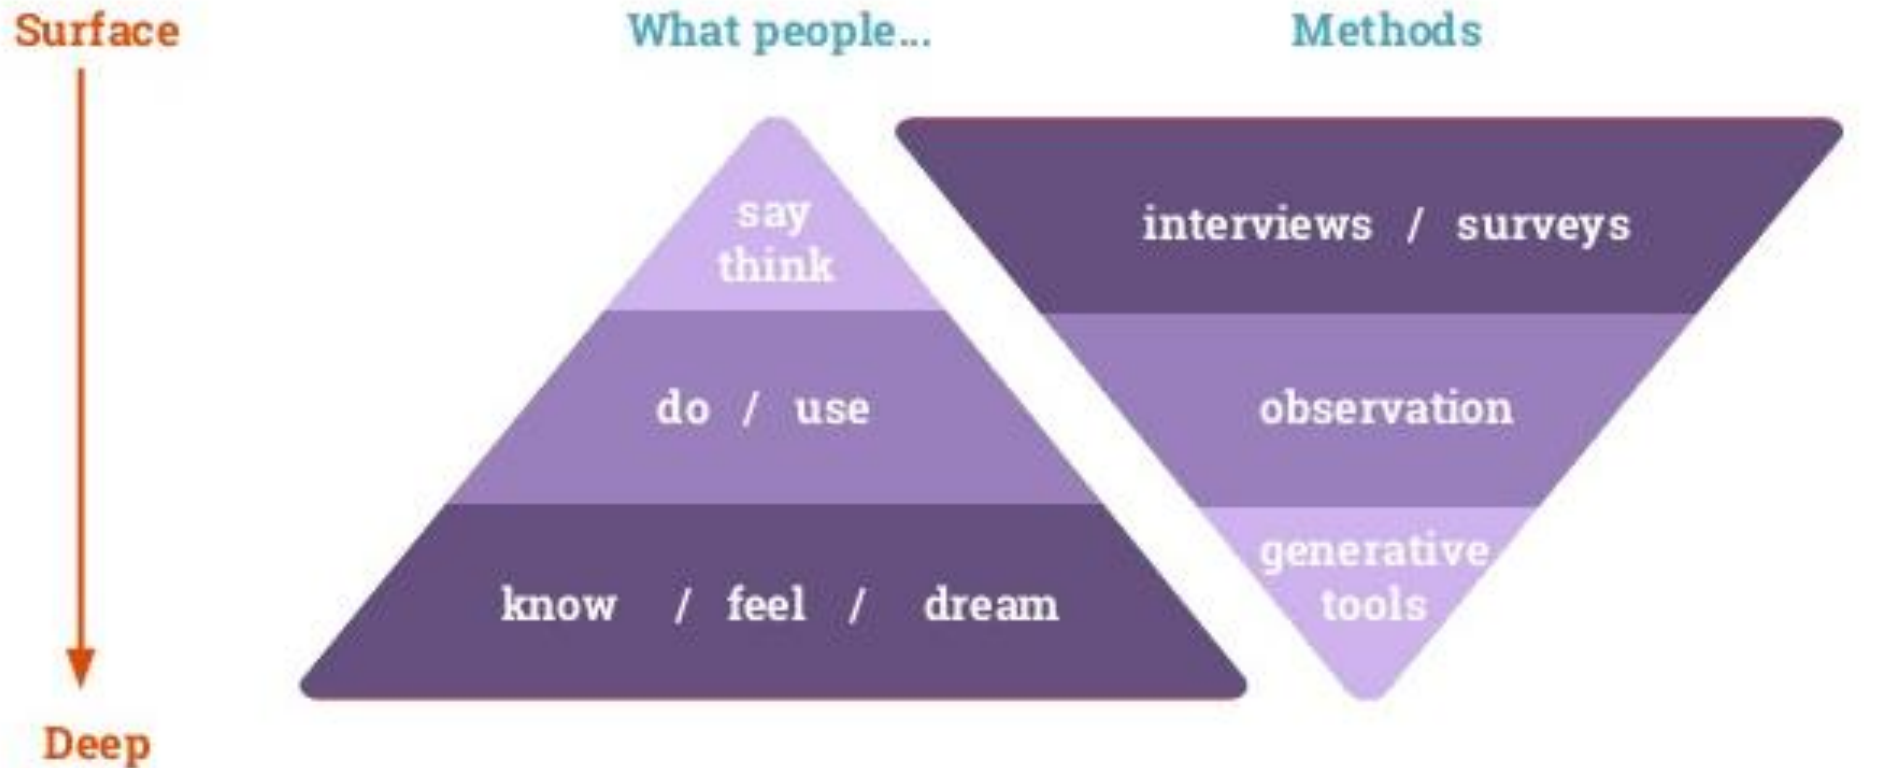 Surface
What people...
Methods
say
think
interviews / surveys
do / use
observation
know / feel / dream
generative
tools
Deep